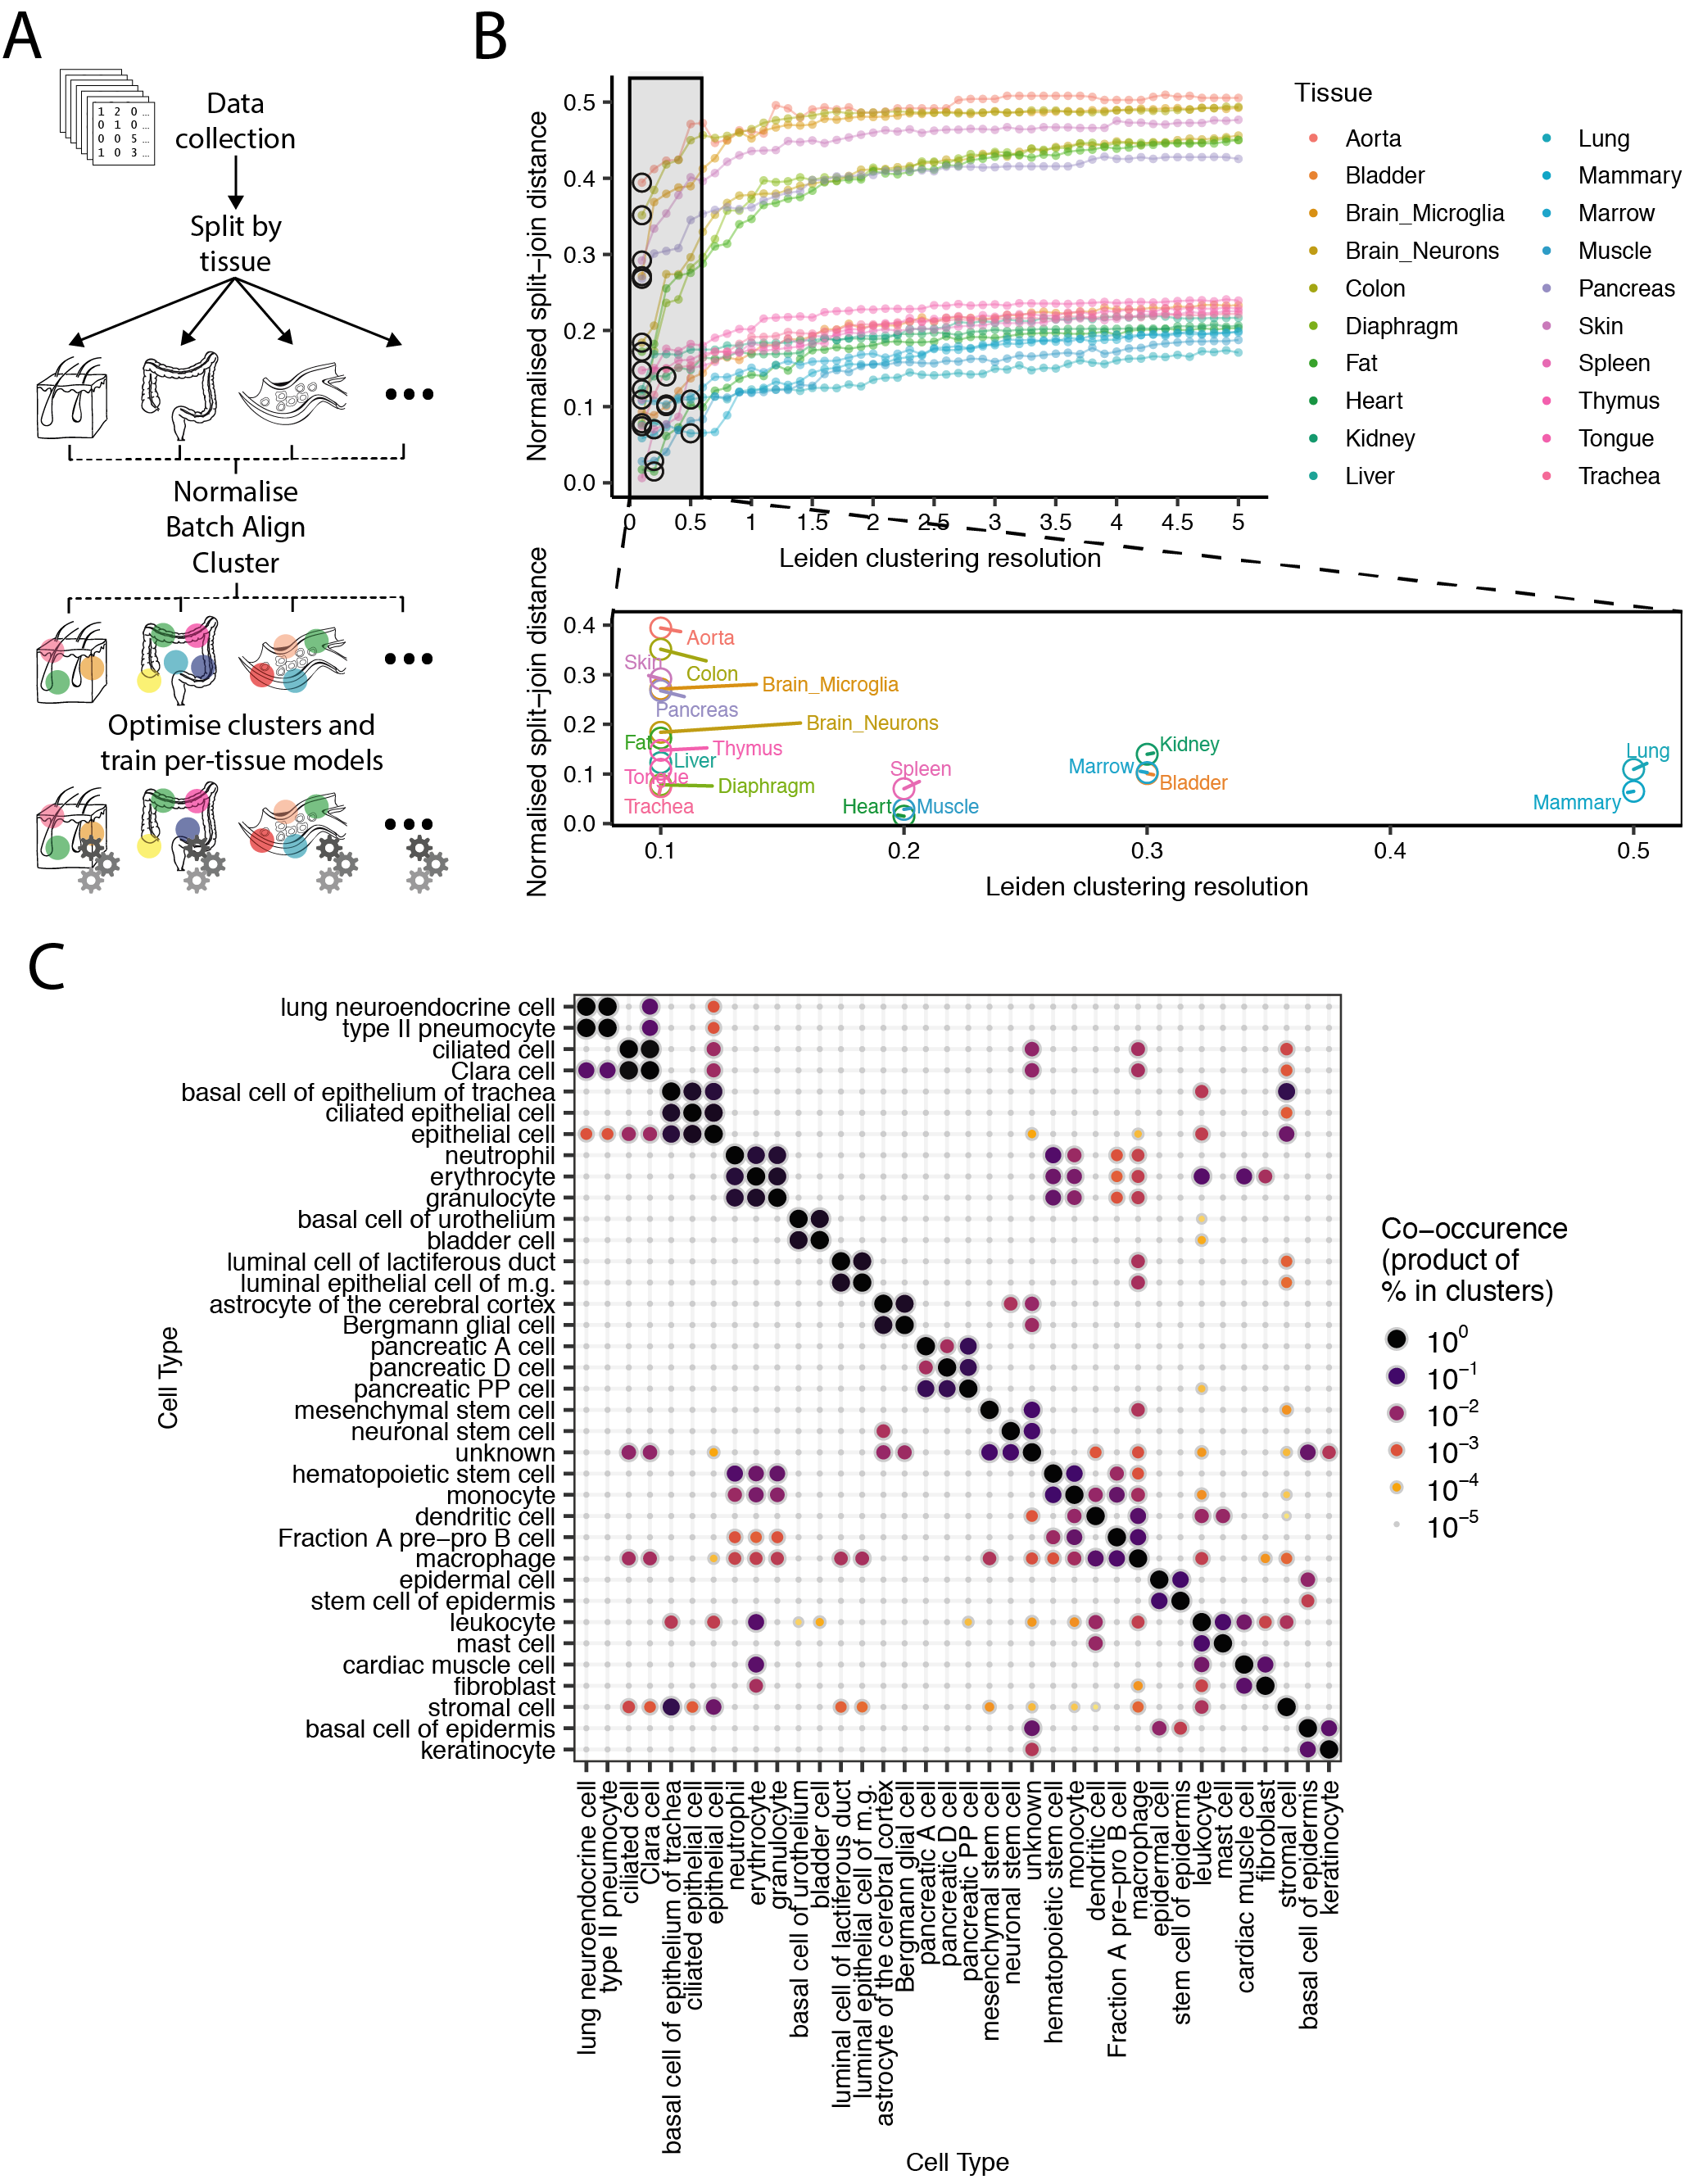 A
1 2 0 ...
0 1 0 ...
0 0 5 ...
1 0 3 ...
Data
collection
Split by
tissue
Normalise
Batch Align
Cluster
Optimise clusters and
train per-tissue models
B
Normalised split−join distance
0.5
0.4
0.3
0.2
0.1
0.0
0 0.5 1 1.5 2 2.5 3 3.5 4 4.5 5
Leiden clustering resolution
Tissue
Aorta
Bladder
Brain_Microglia
Brain_Neurons
Colon
Diaphragm
Fat
Heart
Kidney
Liver
Lung
Mammary
Marrow
Muscle
Pancreas
Skin
Spleen
Thymus
Tongue
Trachea
Normalised split−join distance
0.4
0.3
0.2
0.1
0.0
Aorta
Skin
Colon
Brain_Microglia
Pancreas
Brain_Neurons
Fat
Thymus
Liver
Tongue
Diaphragm
Trachea
Spleen
Heart
Muscle
Kidney
Marrow
Bladder
Lung
Mammary
0.1 0.2 0.3 0.4 0.5
Leiden clustering resolution
C
Cell Type
lung neuroendocrine cell
type II pneumocyte
ciliated cell
Clara cell
basal cell of epithelium of trachea
ciliated epithelial cell
epithelial cell
neutrophil
erythrocyte
granulocyte
basal cell of urothelium
bladder cell
luminal cell of lactiferous duct
luminal epithelial cell of m.g.
astrocyte of the cerebral cortex
Bergmann glial cell
pancreatic A cell
pancreatic D cell
pancreatic PP cell
mesenchymal stem cell
neuronal stem cell
unknown
hematopoietic stem cell
monocyte
dendritic cell
Fraction A pre−pro B cell
macrophage
epidermal cell
stem cell of epidermis
leukocyte
mast cell
cardiac muscle cell
fibroblast
stromal cell
basal cell of epidermis
keratinocyte
lung neuroendocrine cell
type II pneumocyte
ciliated cell
Clara cell
basal cell of epithelium of trachea
ciliated epithelial cell
epithelial cell
neutrophil
erythrocyte
granulocyte
basal cell of urothelium
bladder cell
luminal cell of lactiferous duct
luminal epithelial cell of m.g.
astrocyte of the cerebral cortex
Bergmann glial cell
pancreatic A cell
pancreatic D cell
pancreatic PP cell
mesenchymal stem cell
neuronal stem cell
unknown
hematopoietic stem cell
monocyte
dendritic cell
Fraction A pre−pro B cell
macrophage
epidermal cell
stem cell of epidermis
leukocyte
mast cell
cardiac muscle cell
fibroblast
stromal cell
basal cell of epidermis
keratinocyte
Cell Type
Co−occurence
(product of
% in clusters)
10⁰
10⁻¹
10⁻²
10⁻³
10⁻⁴
10⁻⁵